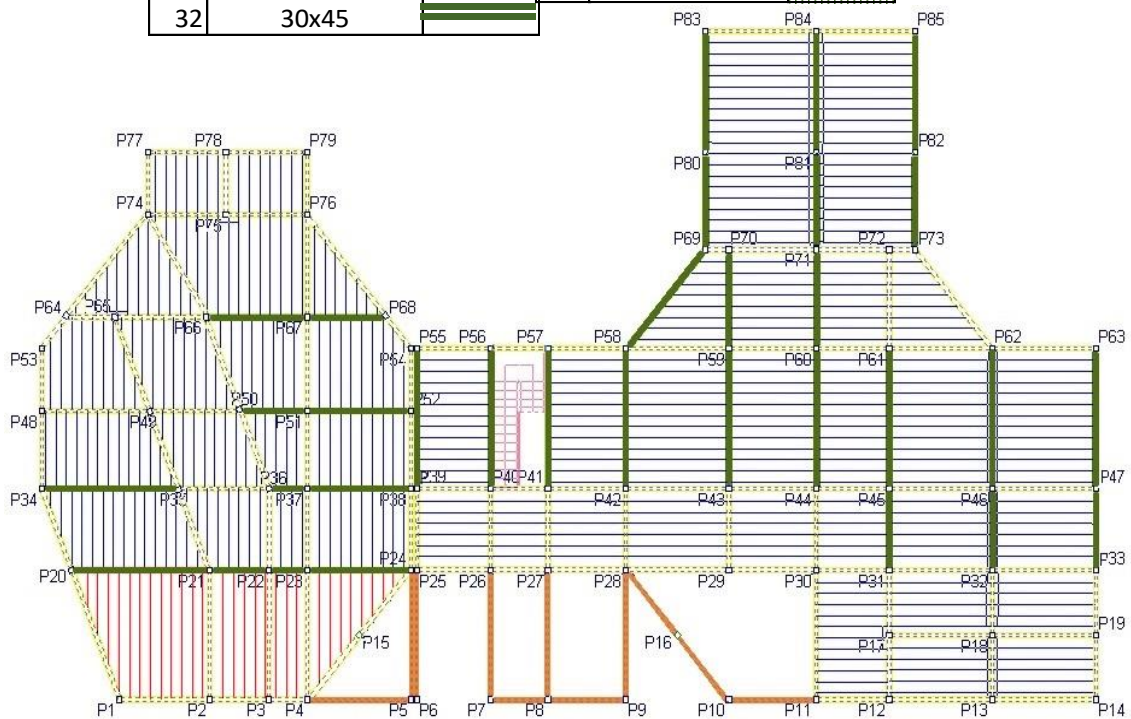 32 30x45
P83 P84 P85
P77 P78 P79
P80 P81 P82
P74 P75 P76
P69 P70 P71 P72 P73
P64 P65 P66 P67 P68
P53 P54 P55 P56 P57 P58 P59 P60 P61 P62 P63
P48 P49 P50 P51 P52
P34 P35 P36 P37 P38 P39 P40 P41 P42 P43 P44 P45 P46 P47
P20 P21 P22 P23 P24 P25 P26 P27 P28 P29 P30 P31 P32 P33
P15 P16 P17 P18 P19
P1 P2 P3 P4 P5 P6 P7 P8 P9 P10 P11 P12 P13 P14